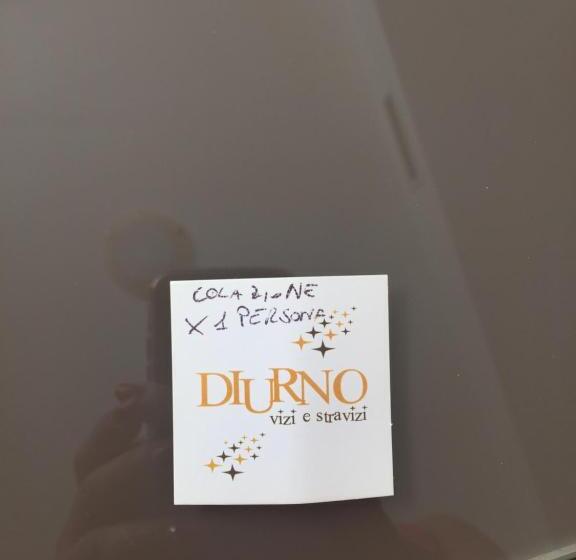 COLAZIONE
X 1 PERSONA
DIURNO
vizi e stravizi